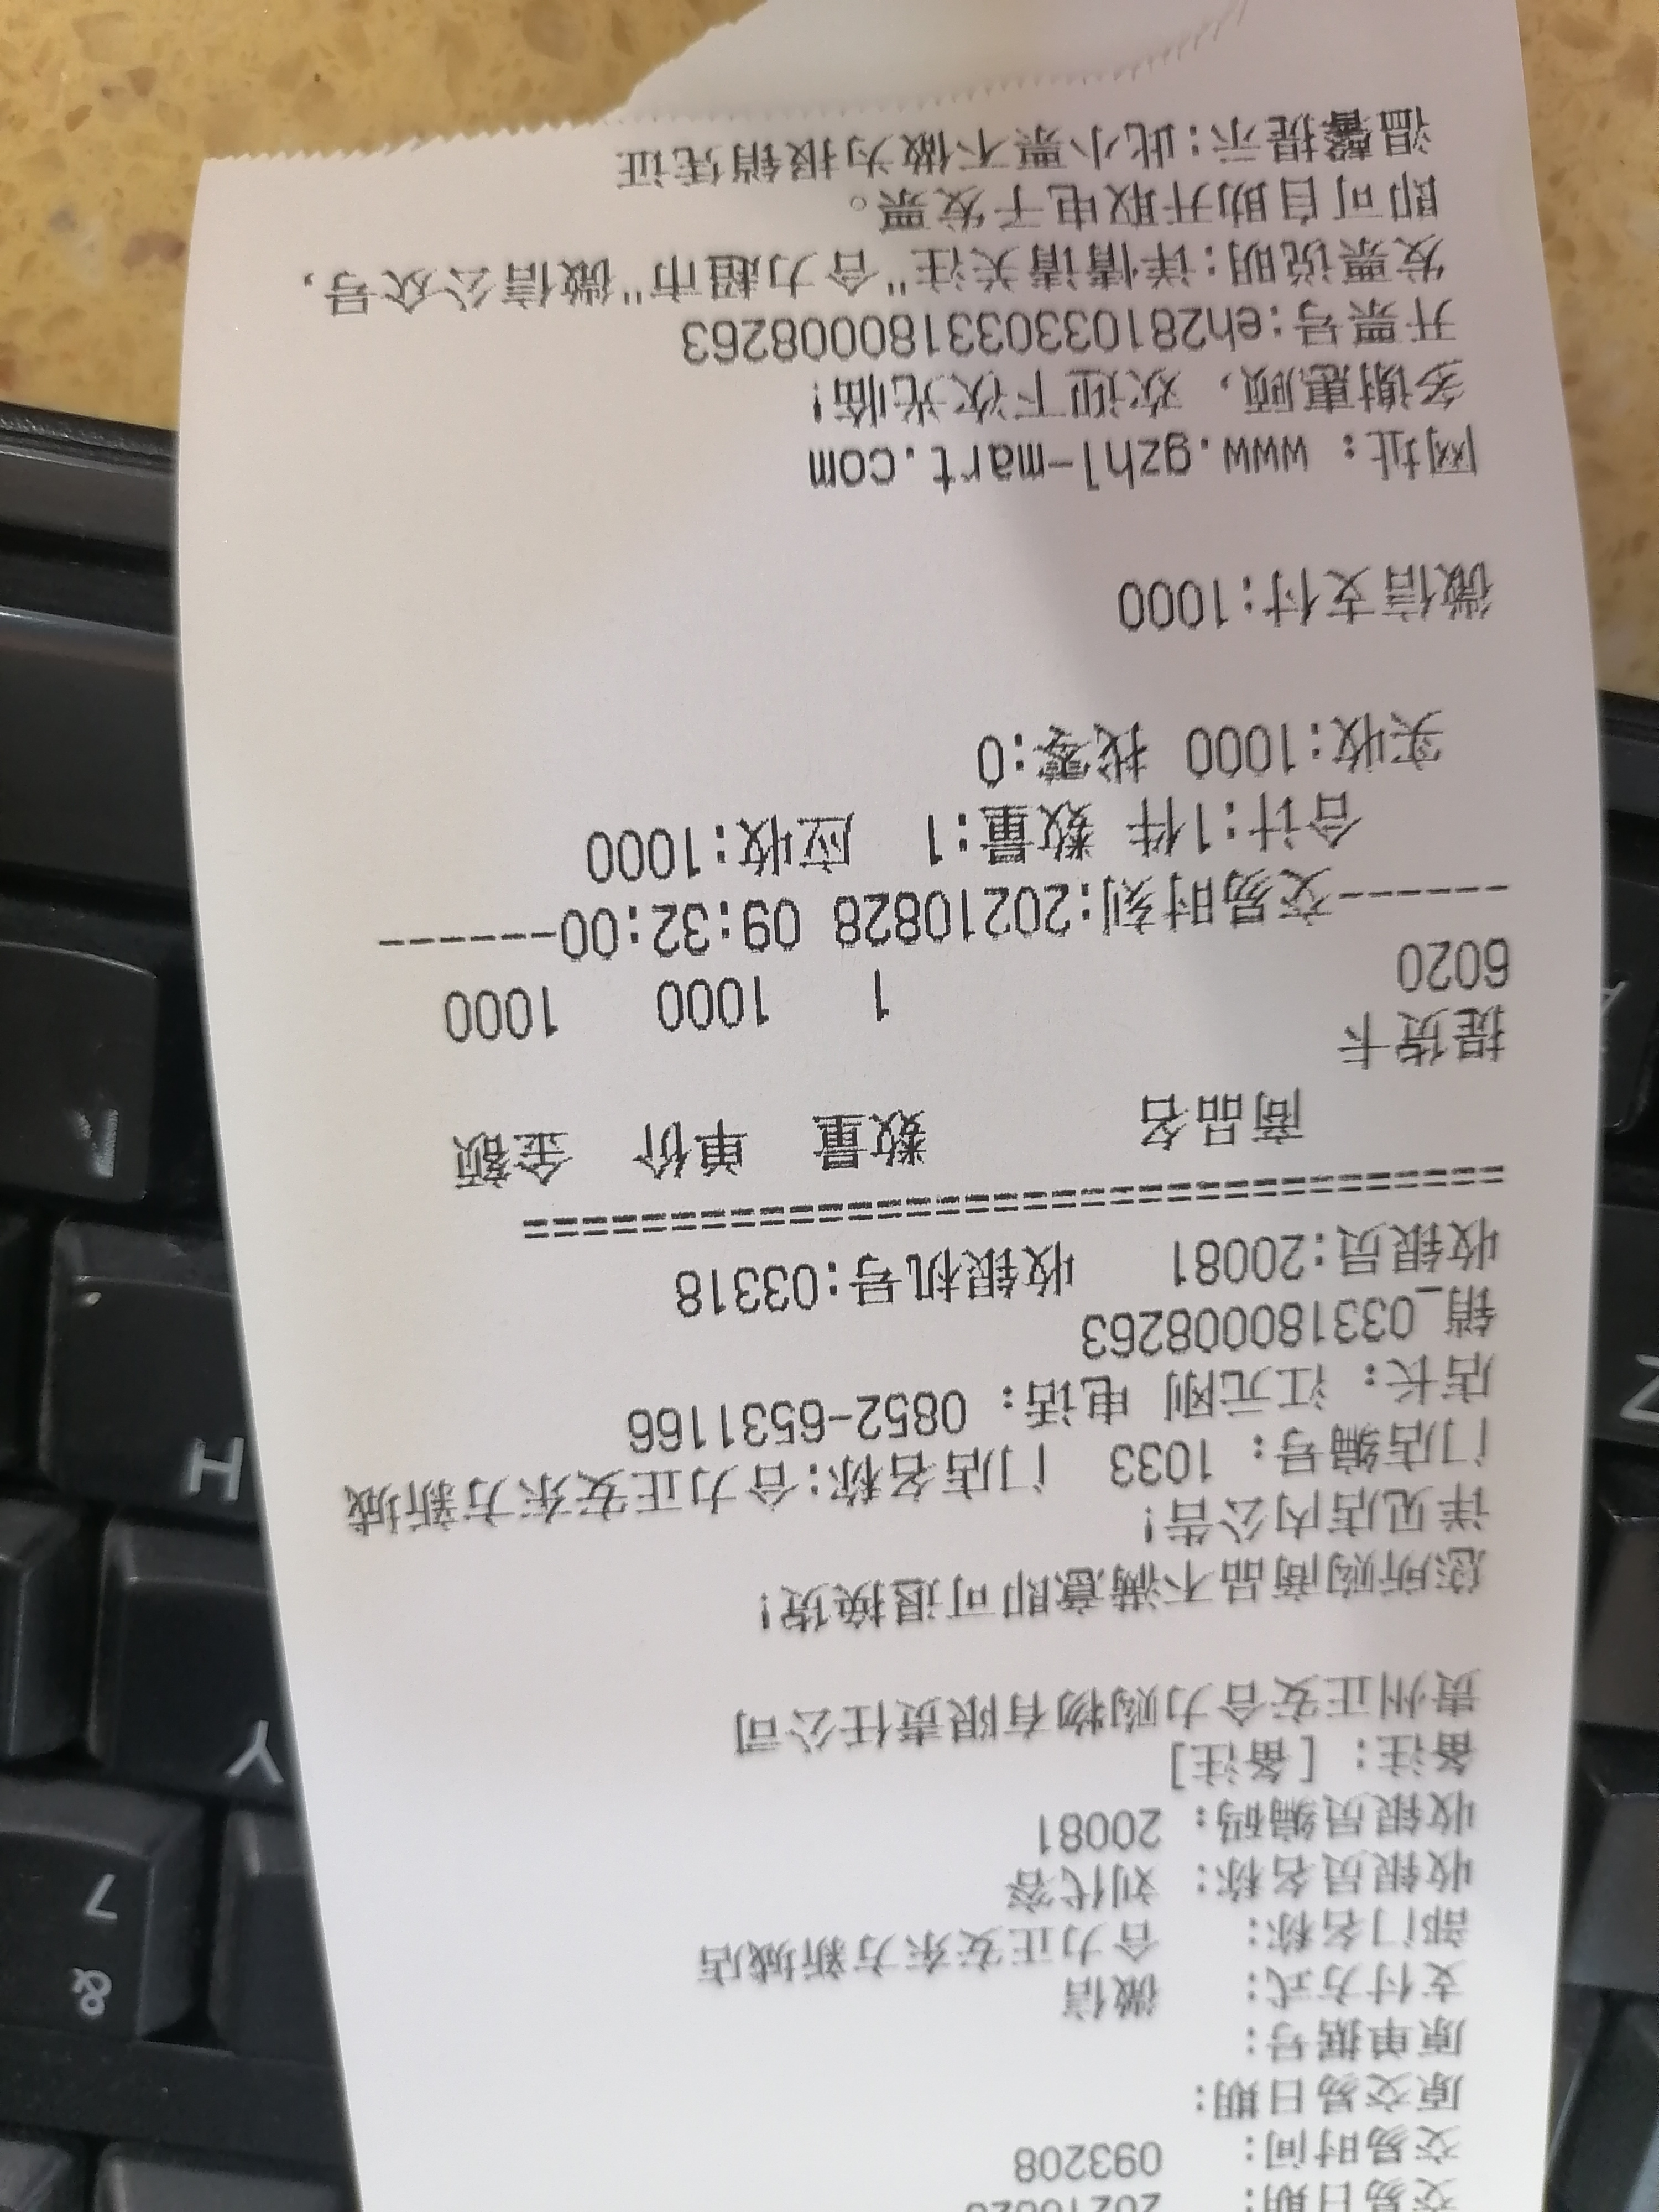 交易日期: 20210828
交易时间: 093208
原交易日期:
原单据号:
支付方式: 微信
部门名称: 合力正安东方新城店
收银员名称: 刘代容
收银员编码: 20081
备注: [备注]
贵州正安合力购物有限责任公司
您所购商品不满意即可退换货!
详见店内公告!
门店编号: 1033 门店名称:合力正安东方新城
店长: 江元刚 电话: 0852-6531166
销_033180008263
收银员:20081 收银机号:03318
==================================
商品名 数量 单价 金额
提货卡
6020 1 1000 1000
------交易时刻:20210828 09:32:00------
合计:1件 数量:1 应收:1000
实收:1000 找零:0
微信支付:1000
网址: www.gzhl-mart.com
多谢惠顾, 欢迎下次光临!
开票号:eh281033033180008263
发票说明:详情请关注"合力超市"微信公众号,
即可自助开取电子发票。
温馨提示:此小票不做为报销凭证
&
7
Y
H
Z